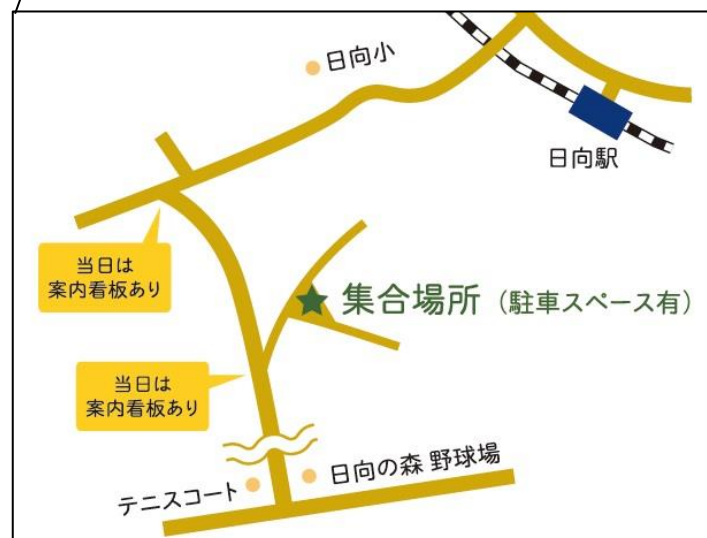 日向小
日向駅
当日は
案内看板あり
集合場所（駐車スペース有）
当日は
案内看板あり
日向の森 野球場
テニスコート